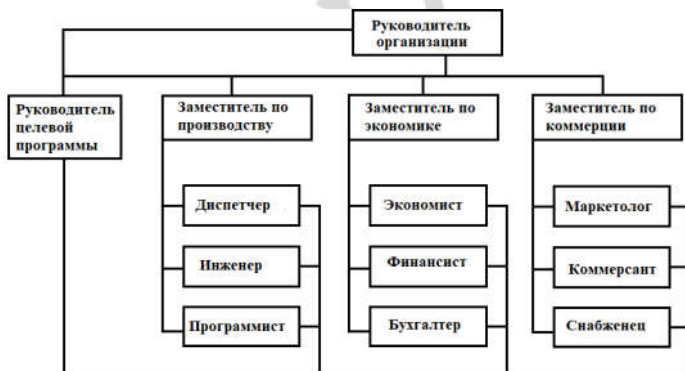 Руководитель
организации
Руководитель
целевой
программы
Заместитель по
производству
Заместитель по
экономике
Заместитель по
коммерции
Диспетчер
Экономист
Маркетолог
Инженер
Финансист
Коммерсант
Программист
Бухгалтер
Снабженец